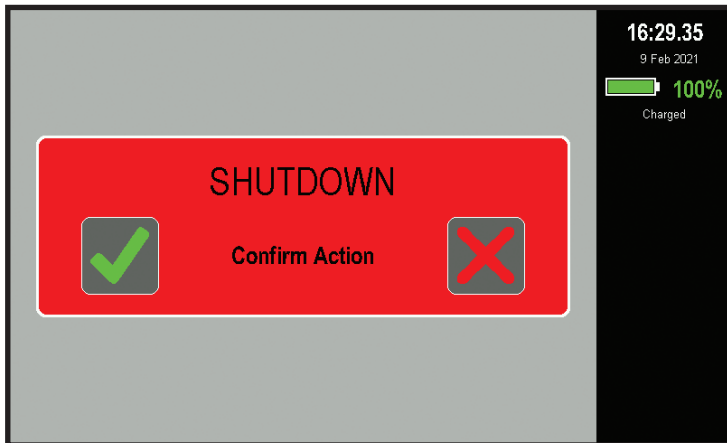 16:29.35
9 Feb 2021
100%
Charged
SHUTDOWN
Confirm Action